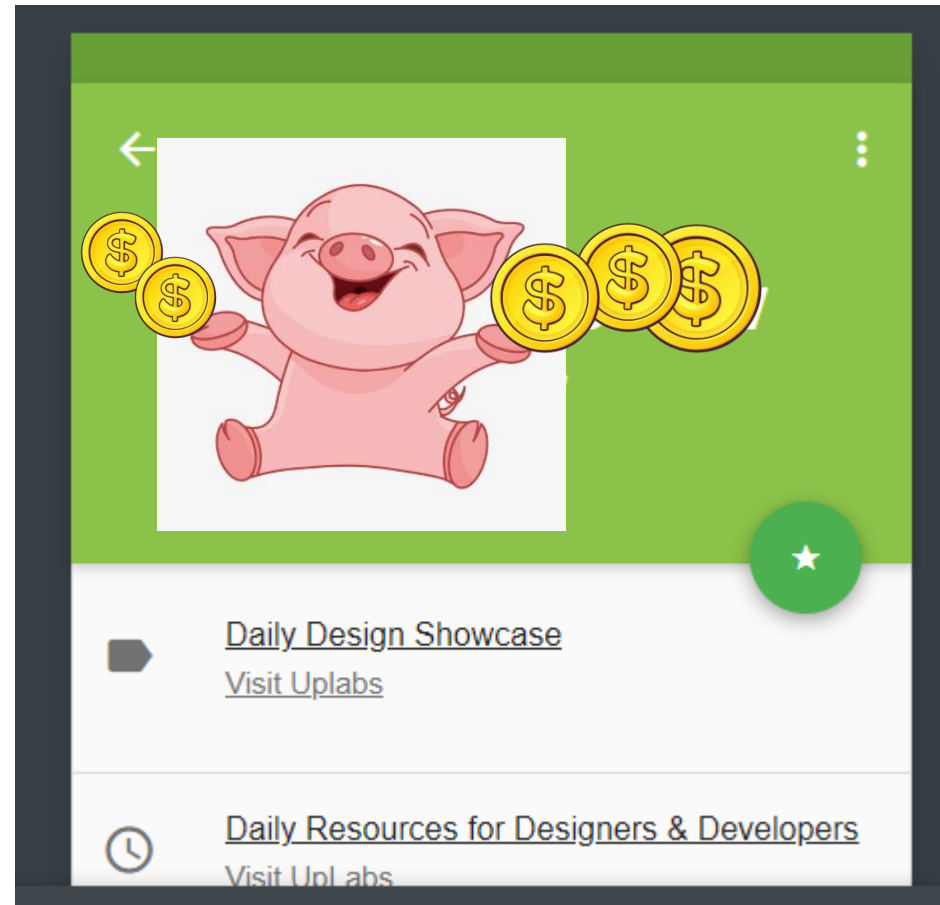 Daily Design Showcase
Visit Uplabs
Daily Resources for Designers & Developers
Visit UpLabs